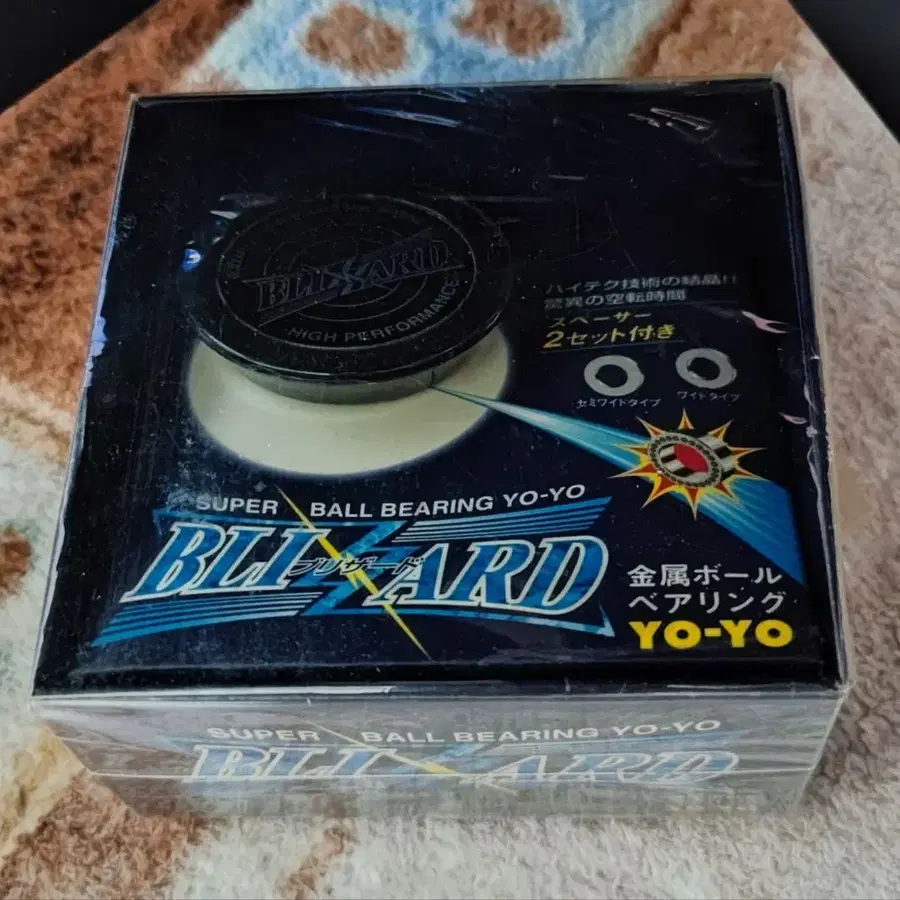 BLIZZARD
HIGH PERFORMANCE
ハイテク技術の結晶!!
驚異の空転時間
スペーサー
2セット付き
セミワイドタイプ
ワイドタイプ
SUPER BALL BEARING YO-YO
BLIZZARD
ブリザード
金属ボール
ベアリング
YO-YO
SUPER BALL BEARING YO-YO
BLIZZARD